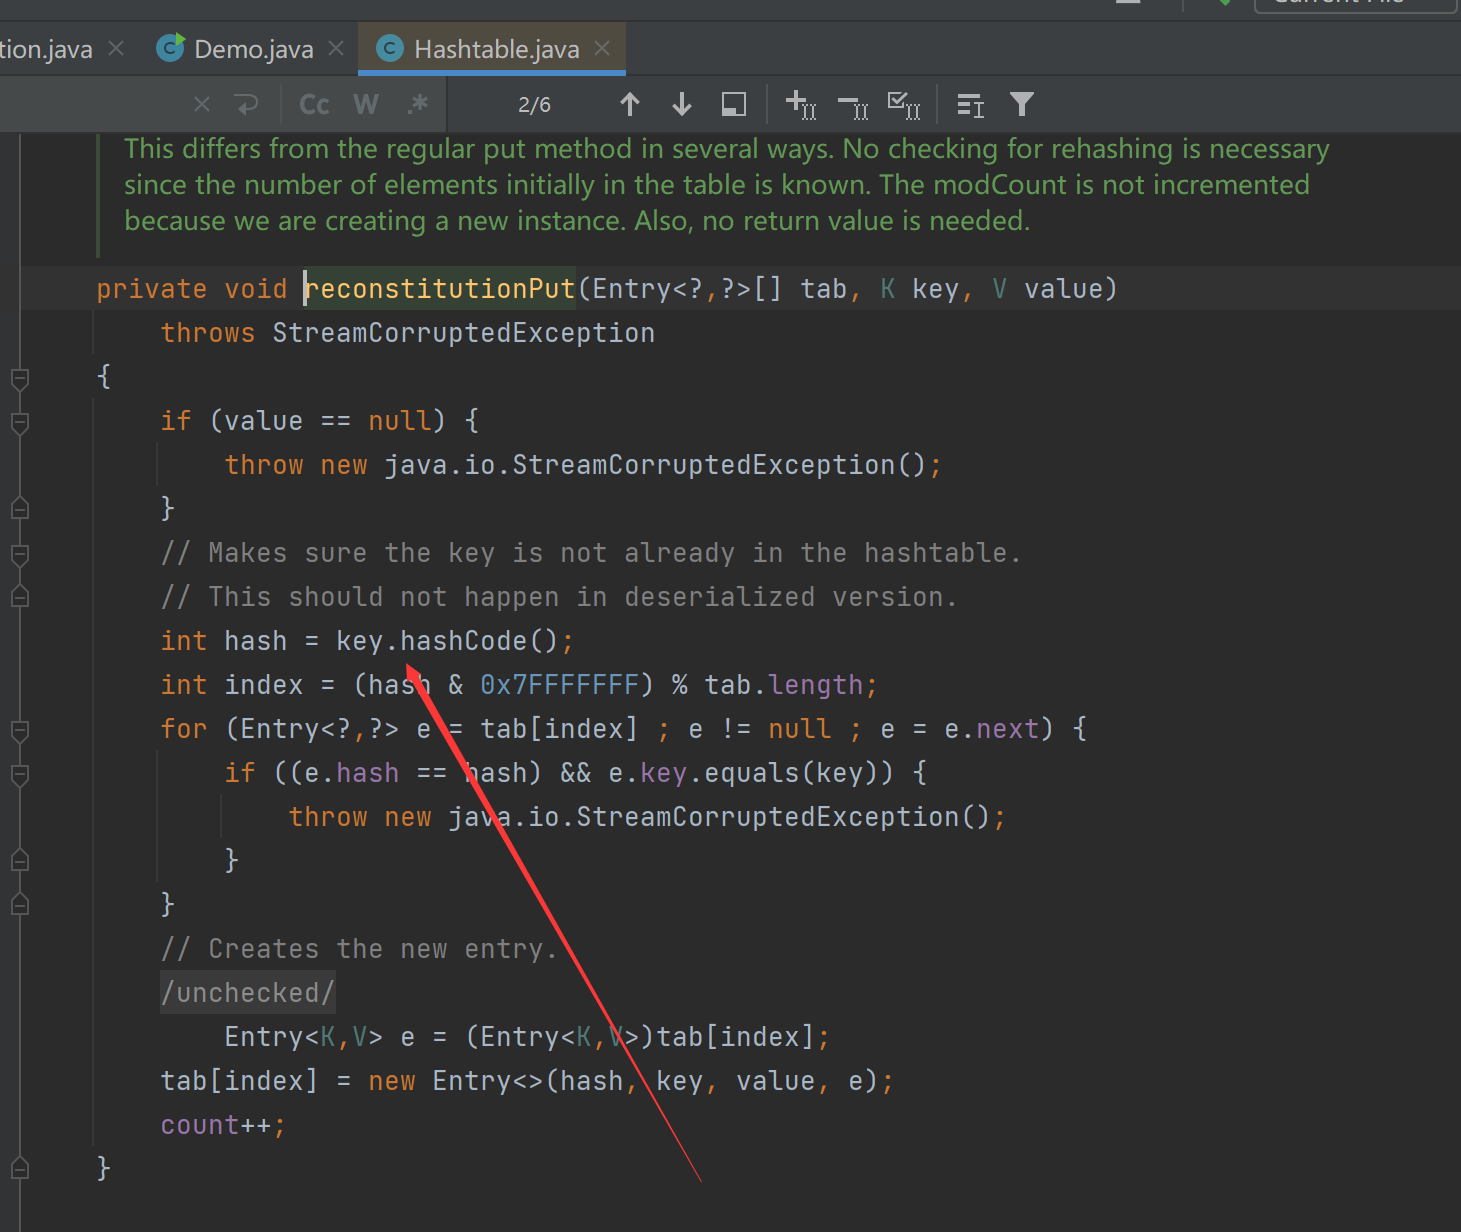 tion.java
Demo.java
Hashtable.java
Cc W .* 2/6
This differs from the regular put method in several ways. No checking for rehashing is necessary
since the number of elements initially in the table is known. The modCount is not incremented
because we are creating a new instance. Also, no return value is needed.
private void reconstitutionPut(Entry<?,?>[] tab, K key, V value)
throws StreamCorruptedException
{
if (value == null) {
throw new java.io.StreamCorruptedException();
}
// Makes sure the key is not already in the hashtable.
// This should not happen in deserialized version.
int hash = key.hashCode();
int index = (hash & 0x7FFFFFFF) % tab.length;
for (Entry<?,?> e = tab[index] ; e != null ; e = e.next) {
if ((e.hash == hash) && e.key.equals(key)) {
throw new java.io.StreamCorruptedException();
}
}
// Creates the new entry.
/unchecked/
Entry<K,V> e = (Entry<K,V>)tab[index];
tab[index] = new Entry<>(hash, key, value, e);
count++;
}